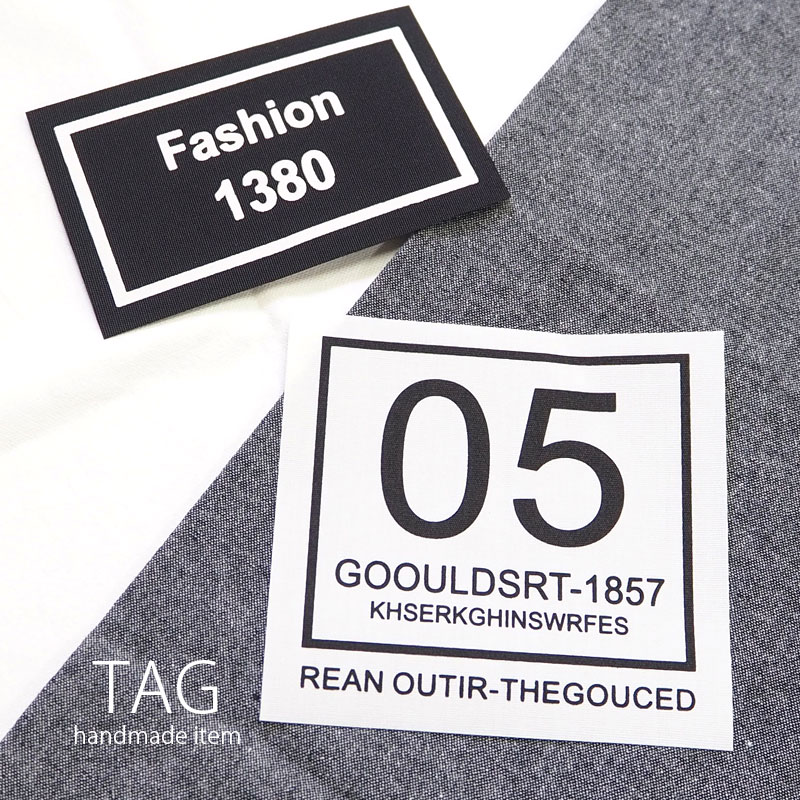 Fashion
1380
05
GOOULDSRT-1857
KHSERKGHINSWRFES
REAN OUTIR-THEGOUCED
TAG
handmade item